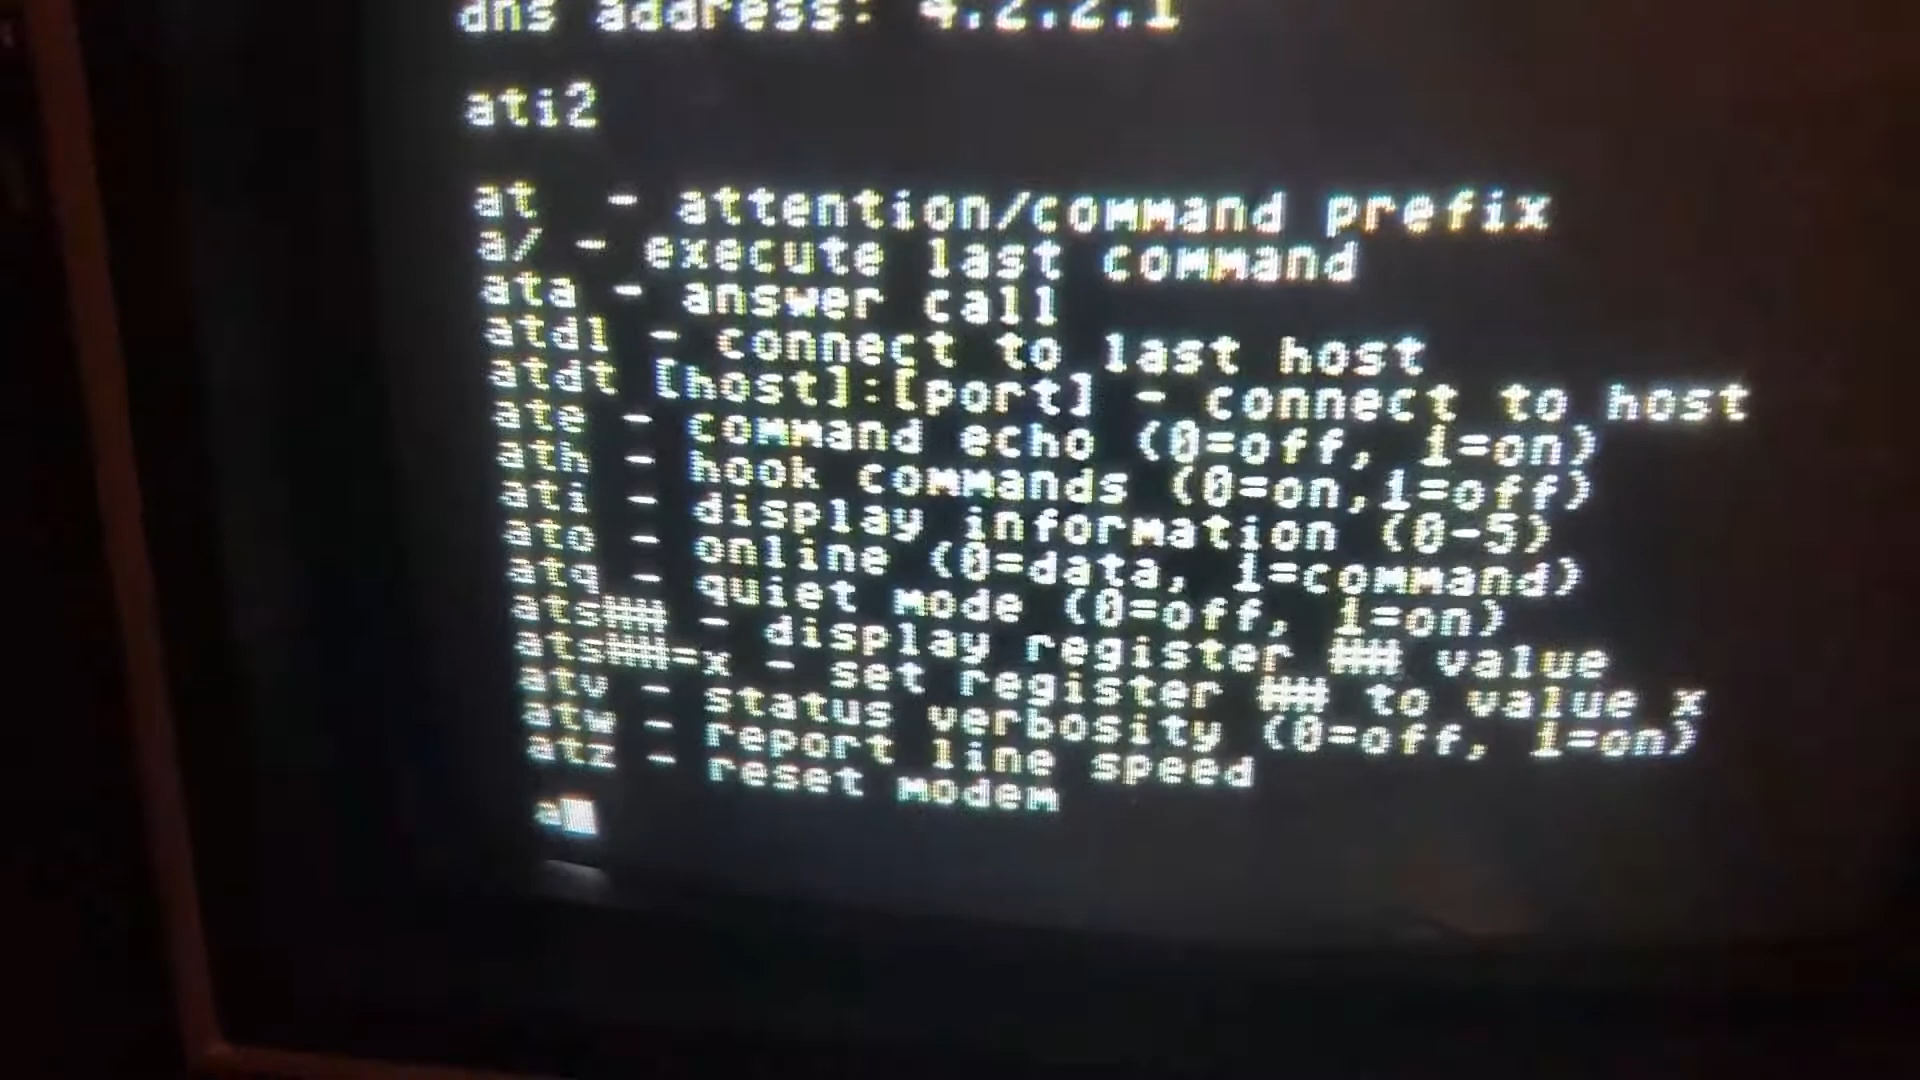 dns address: 4.2.2.1
ati2
at - attention/command prefix
a/ - execute last command
ata - answer call
atdl - connect to last host
atdt [host]:[port] - connect to host
ate - command echo (0=off, 1=on)
ath - hook commands (0=on,1=off)
ati - display information (0-5)
ato - online (0=data, 1=command)
atq - quiet mode (0=off, 1=on)
ats## - display register ## value
ats##=x - set register ## to value x
atv - status verbosity (0=off, 1=on)
atw - report line speed
atz - reset modem
a